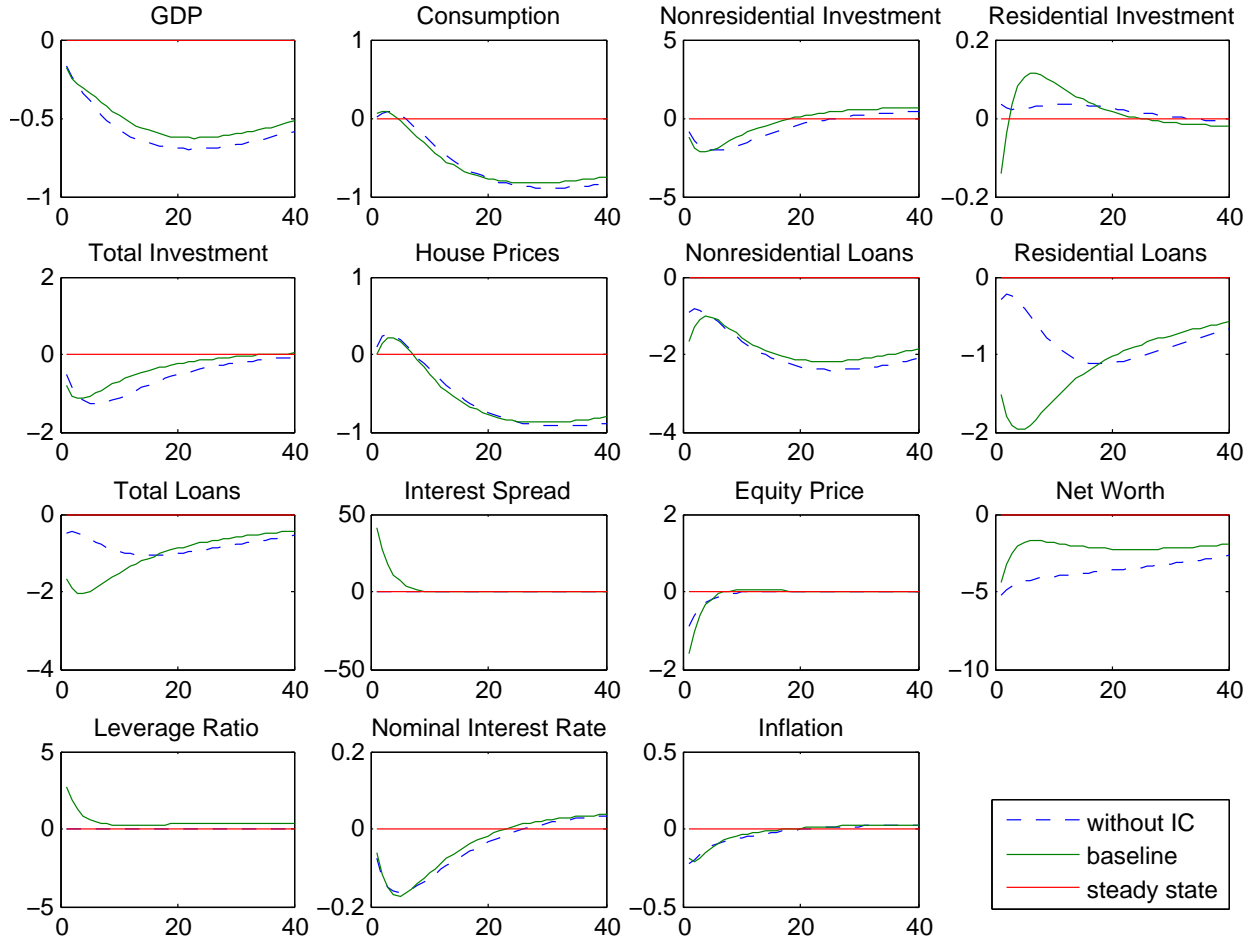 GDP
Consumption
Nonresidential Investment
Residential Investment
0
−0.5
−1
0 20 40
1
0
−1
0 20 40
5
0
−5
0 20 40
0.2
0
−0.2
0 20 40
Total Investment
House Prices
Nonresidential Loans
Residential Loans
2
0
−2
0 20 40
1
0
−1
0 20 40
0
−2
−4
0 20 40
0
−1
−2
0 20 40
Total Loans
Interest Spread
Equity Price
Net Worth
0
−2
−4
0 20 40
50
0
−50
0 20 40
2
0
−2
0 20 40
0
−5
−10
0 20 40
Leverage Ratio
Nominal Interest Rate
Inflation
5
0
−5
0 20 40
0.2
0
−0.2
0 20 40
0.5
0
−0.5
0 20 40
without IC
baseline
steady state